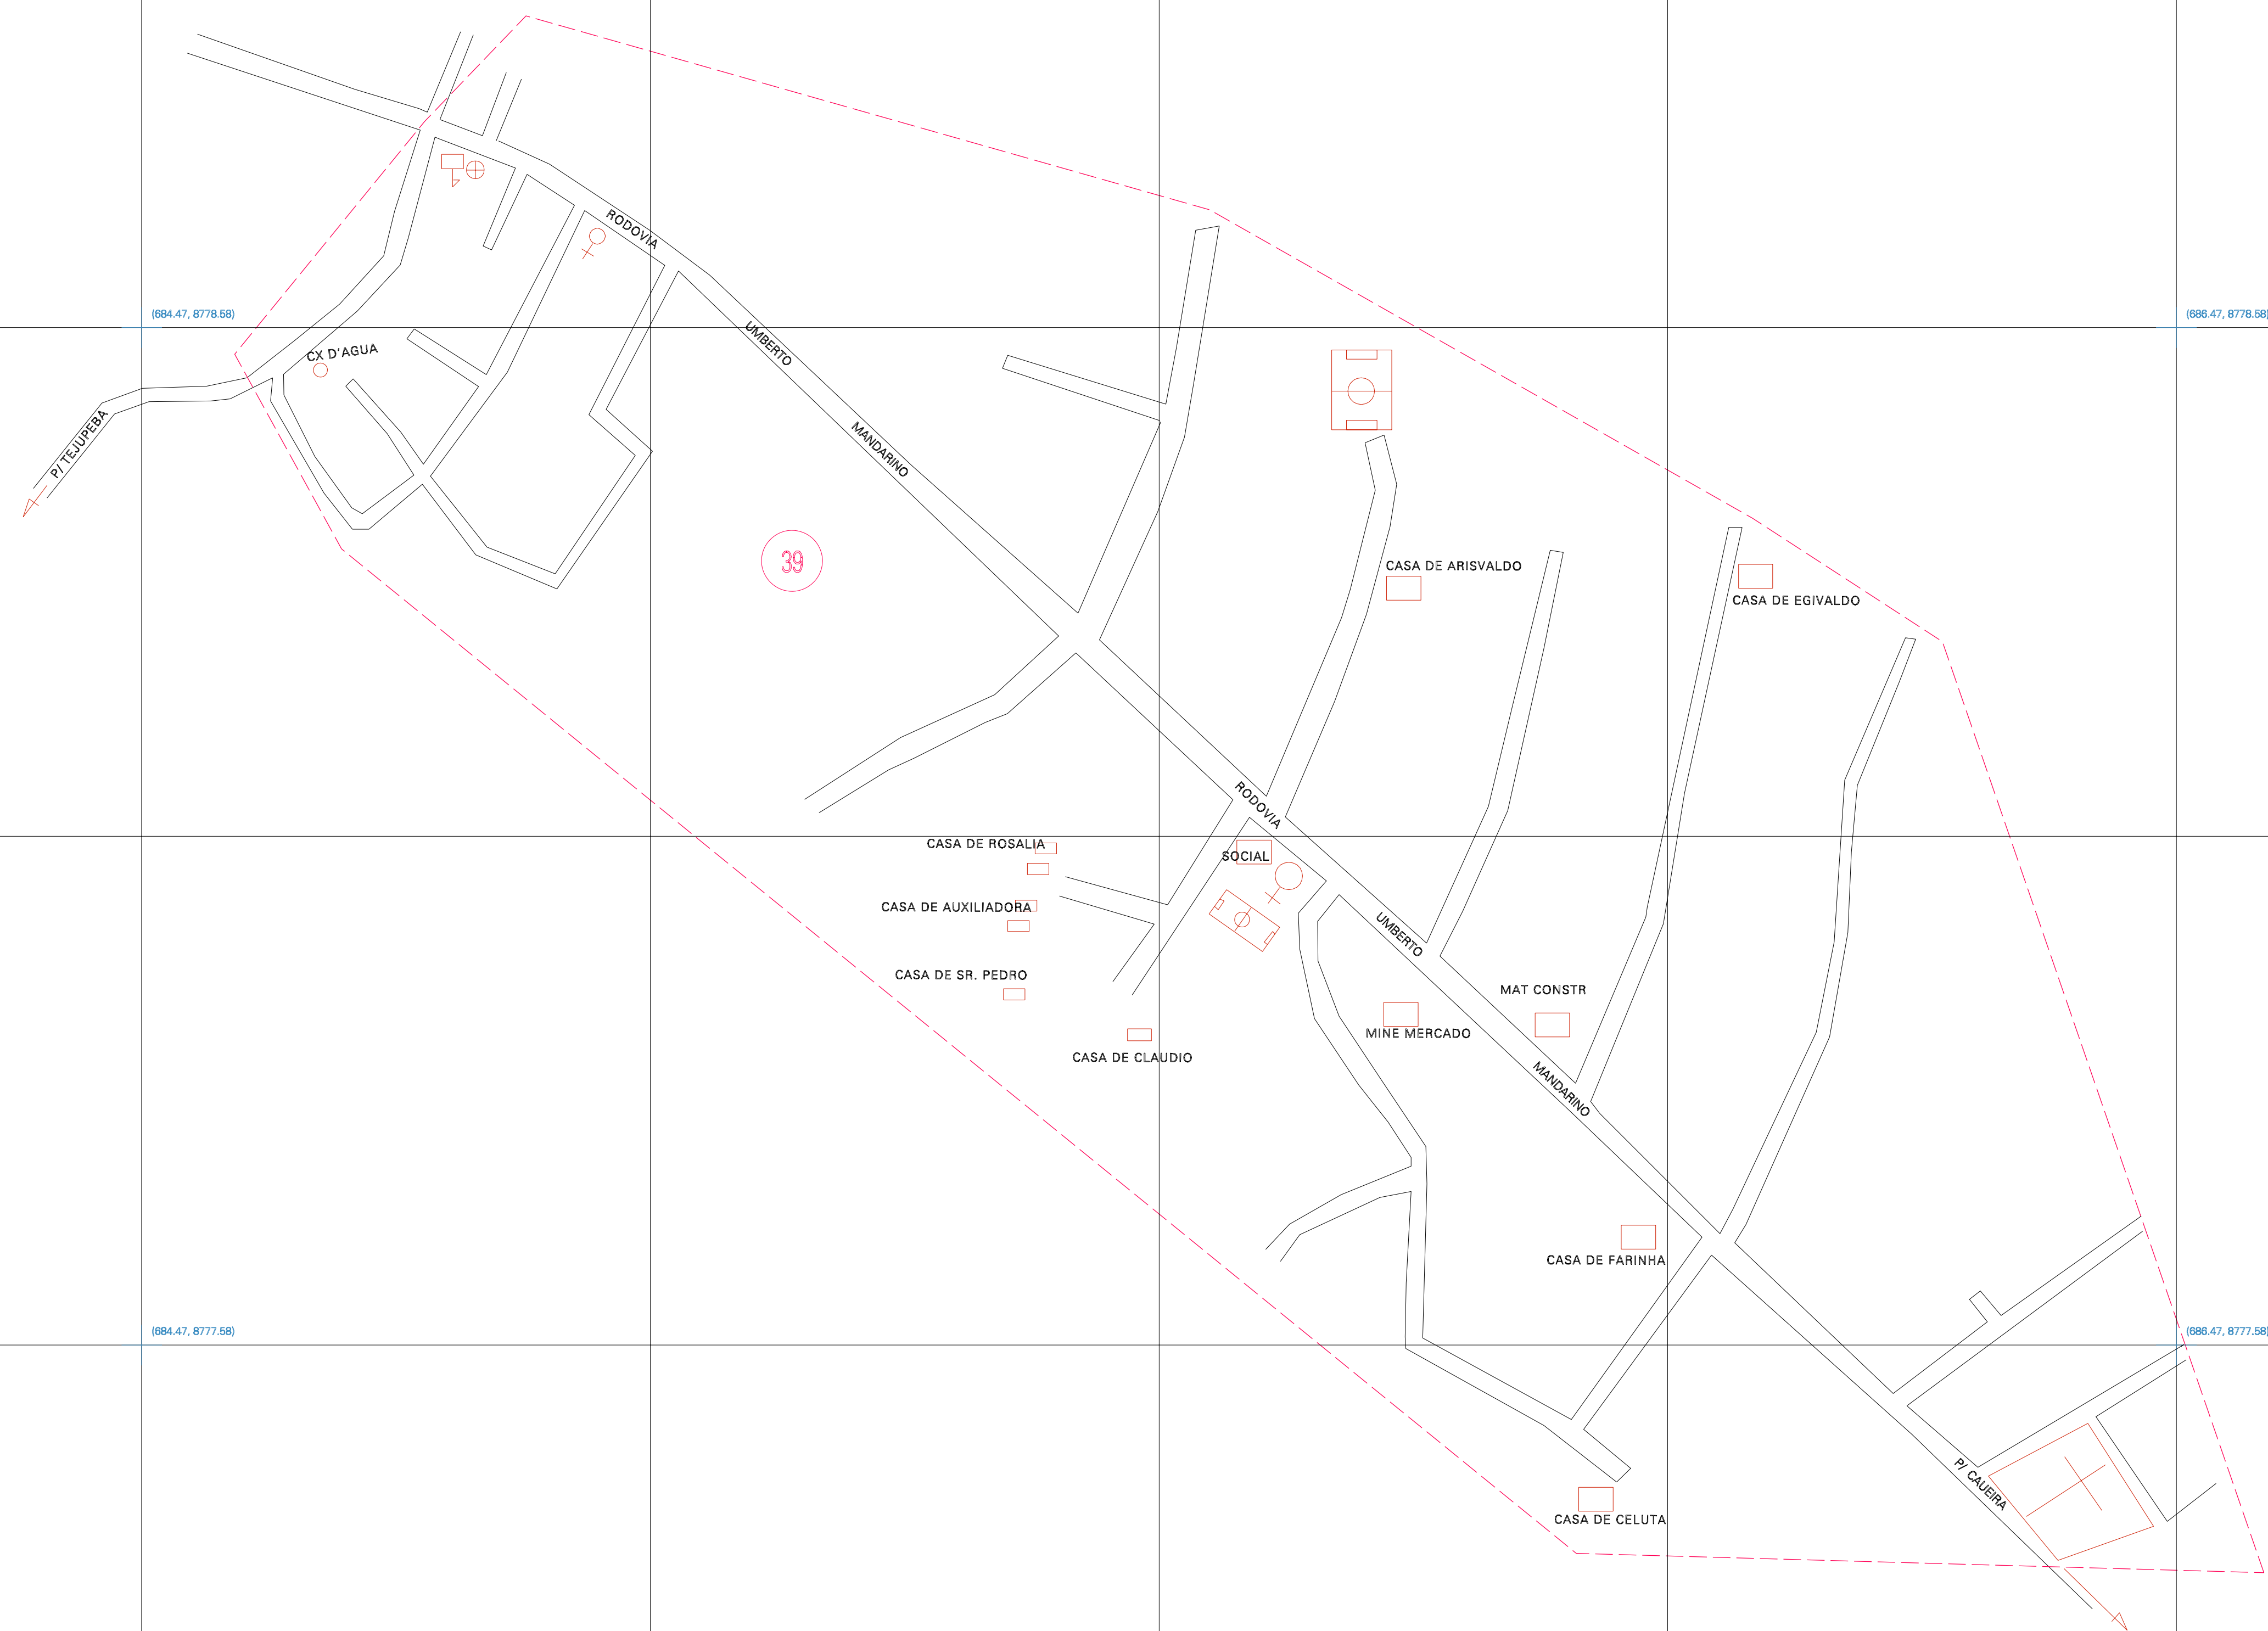 RODOVIA
(684.47, 8778.58)
(686.47, 8778.58)
UMBERTO
CX D'AGUA
P/ TEJUPEBA
MANDARINO
39
CASA DE ARISVALDO
CASA DE EGIVALDO
RODOVIA
CASA DE ROSALIA
SOCIAL
CASA DE AUXILIADORA
UMBERTO
CASA DE SR. PEDRO
MAT CONSTR
MINE MERCADO
CASA DE CLAUDIO
MANDARINO
CASA DE FARINHA
(684.47, 8777.58)
(686.47, 8777.58)
P/ CAUEIRA
CASA DE CELUTA